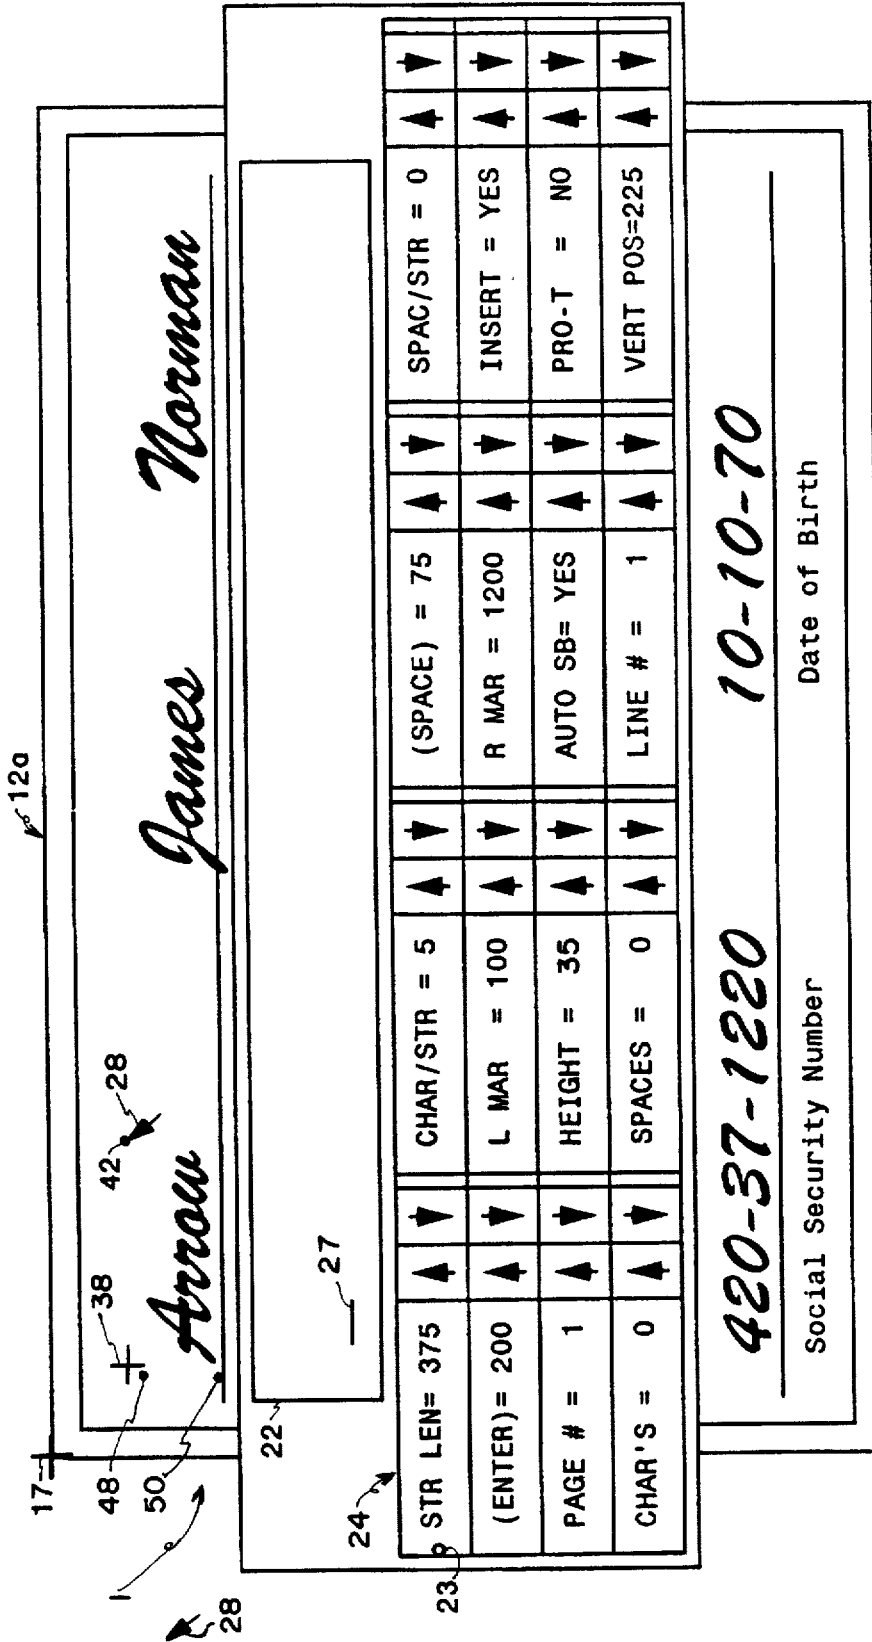 12a
17
38
42
28
48
50
1
28
Arrow James Norman
22
27
24
23
STR LEN= 375 CHAR/STR = 5 (SPACE) = 75 SPAC/STR = 0
(ENTER)= 200 L MAR = 100 R MAR = 1200 INSERT = YES
PAGE # = 1 HEIGHT = 35 AUTO SB= YES PRO-T = NO
CHAR'S = 0 SPACES = 0 LINE # = 1 VERT POS=225
420-37-1220 10-10-70
Social Security Number Date of Birth